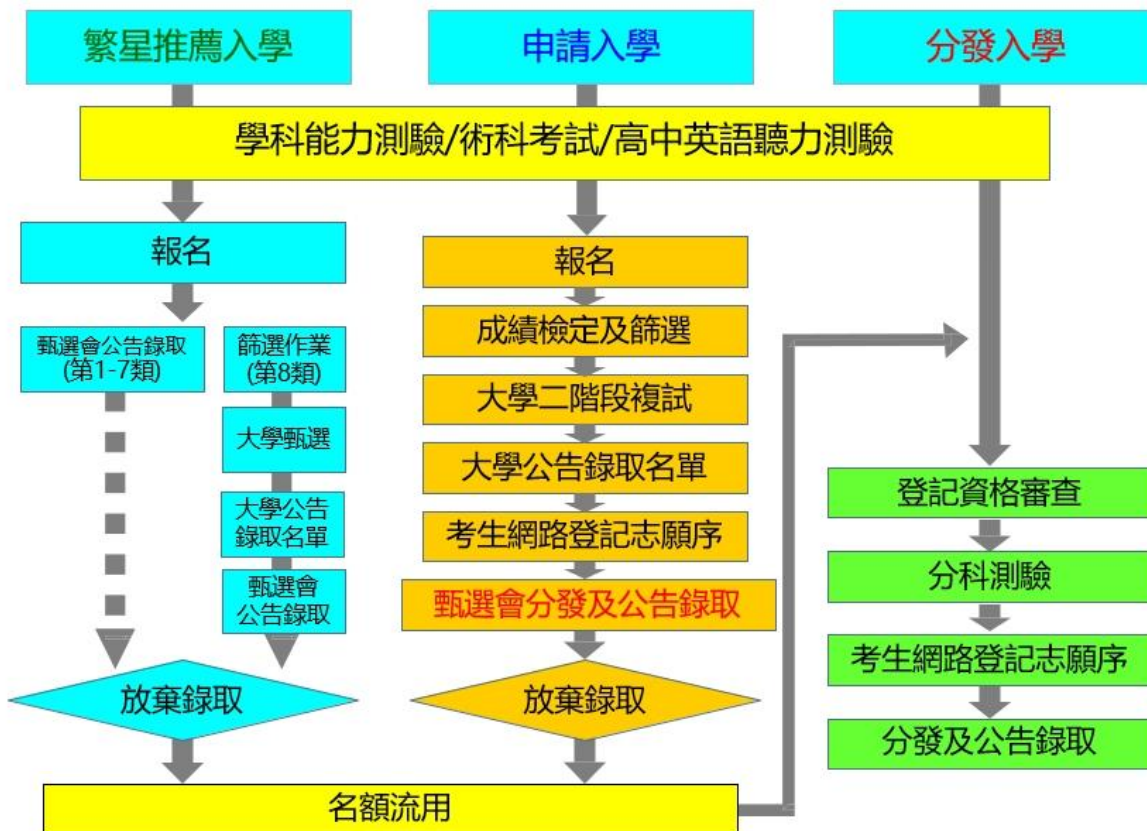 繁星推薦入學
申請入學
分發入學
學科能力測驗/術科考試/高中英語聽力測驗
報名
甄選會公告錄取
(第1-7類)
篩選作業
(第8類)
大學甄選
大學公告
錄取名單
甄選會
公告錄取
放棄錄取
報名
成績檢定及篩選
大學二階段複試
大學公告錄取名單
考生網路登記志願序
甄選會分發及公告錄取
放棄錄取
名額流用
登記資格審查
分科測驗
考生網路登記志願序
分發及公告錄取